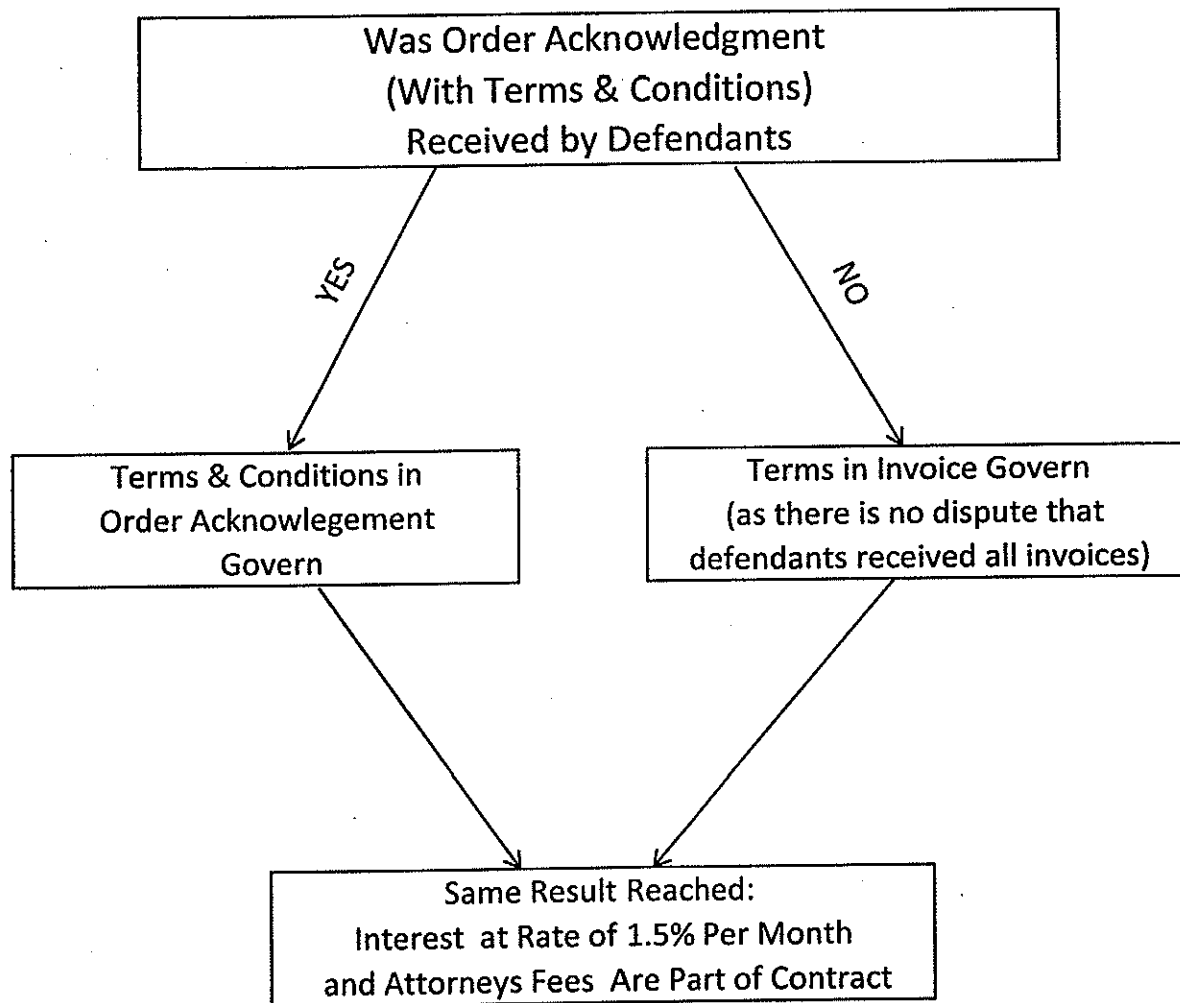 Was Order Acknowledgment
(With Terms & Conditions)
Received by Defendants
YES
NO
Terms & Conditions in
Order Acknowlegement
Govern
Terms in Invoice Govern
(as there is no dispute that
defendants received all invoices)
Same Result Reached:
Interest at Rate of 1.5% Per Month
and Attorneys Fees Are Part of Contract